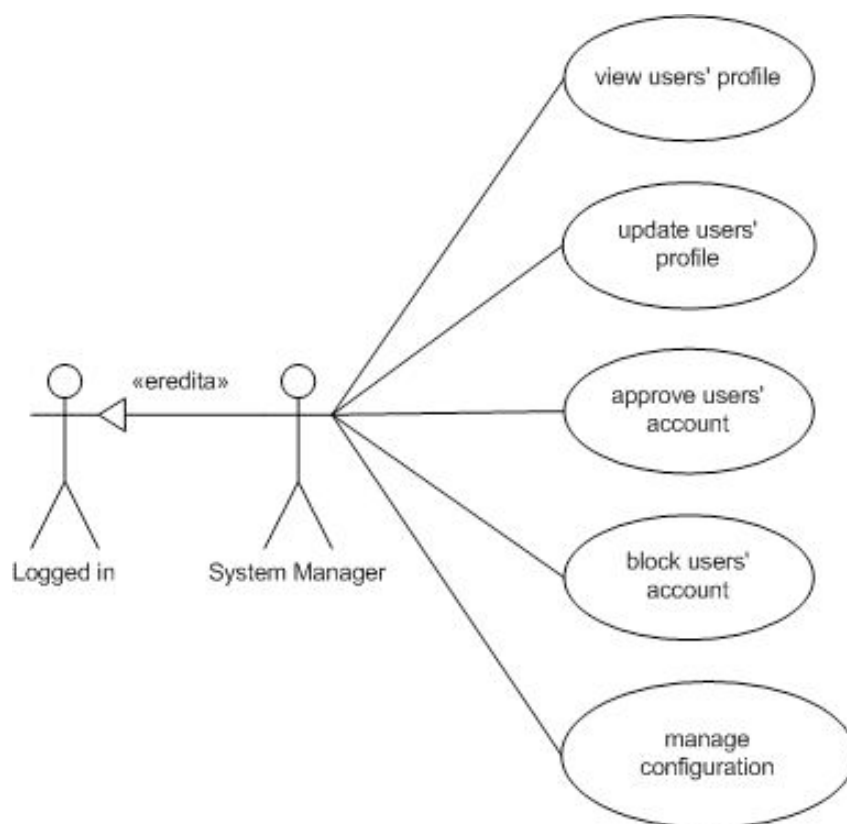 view users' profile
update users'
profile
«eredita»
approve users'
account
Logged in
System Manager
block users'
account
manage
configuration